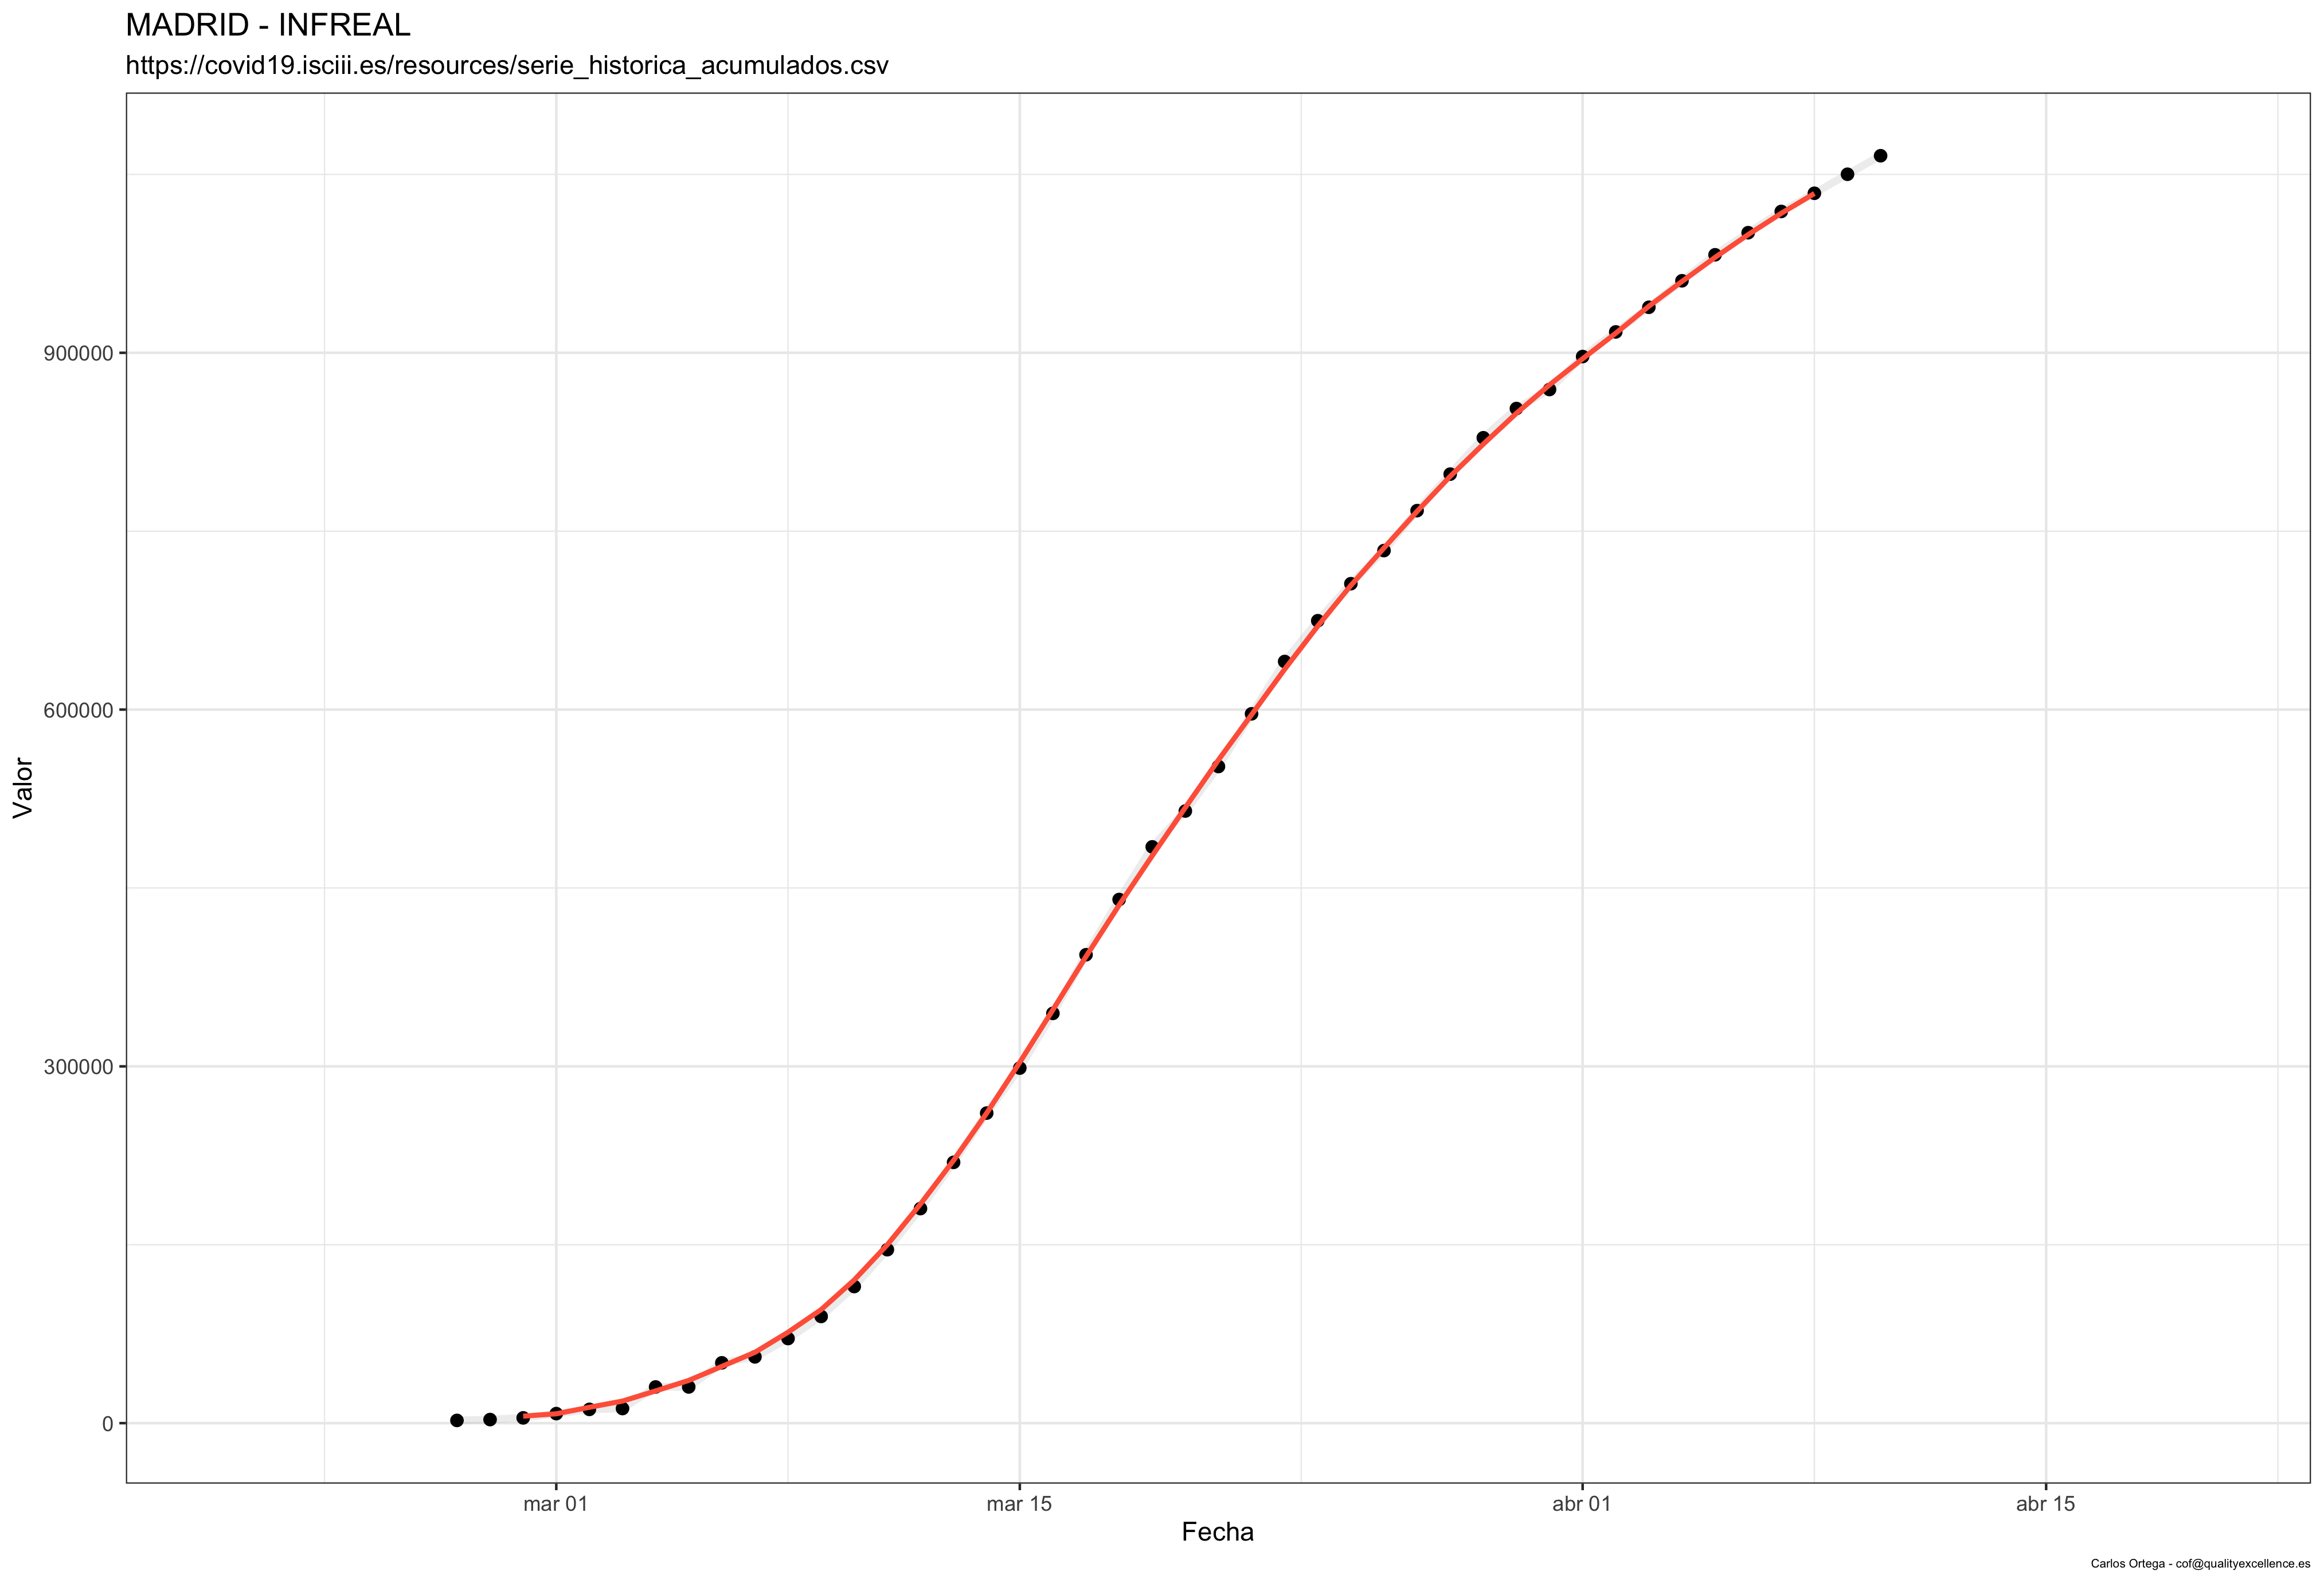 MADRID - INFREAL
https://covid19.isciii.es/resources/serie_historica_acumulados.csv
Valor
900000
600000
300000
0
mar 01
mar 15
abr 01
abr 15
Fecha
Carlos Ortega - cof@qualityexcellence.es